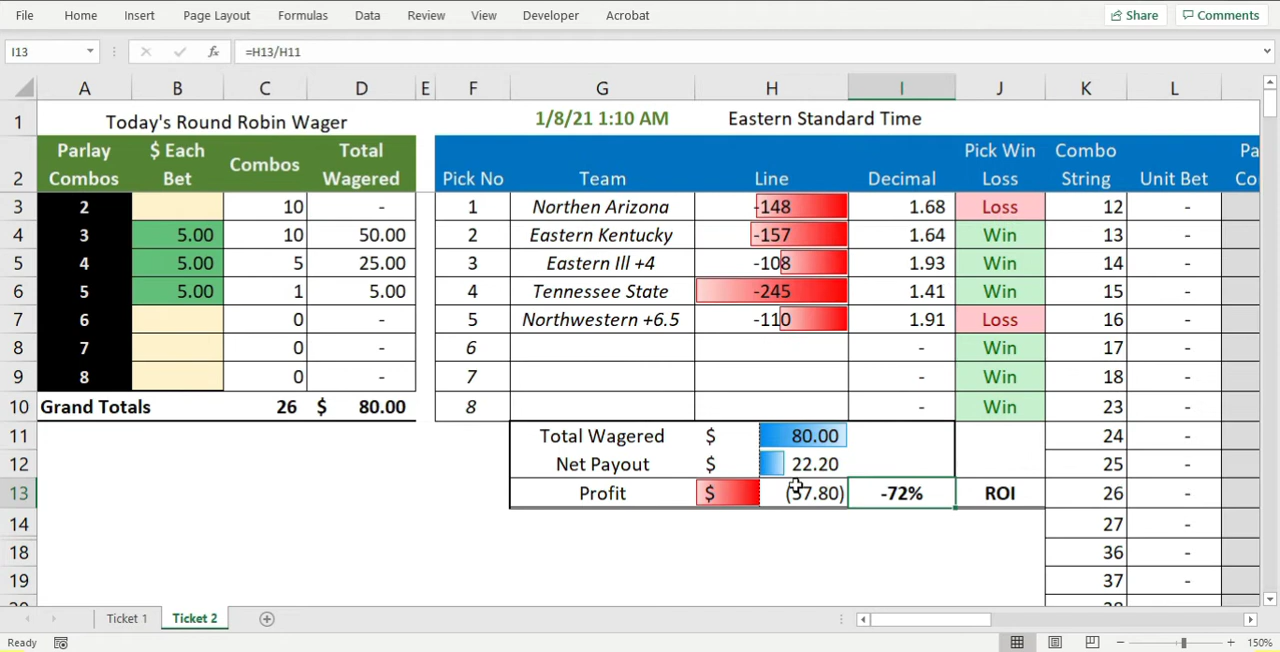 File Home Insert Page Layout Formulas Data Review View Developer Acrobat Share Comments
I13 fx =H13/H11
A B C D E F G H I J K L
1 Today's Round Robin Wager 1/8/21 1:10 AM Eastern Standard Time
2 Parlay Combos $ Each Bet Combos Total Wagered Pick No Team Line Decimal Pick Win Loss Combo String Unit Bet Pa Co
3 2 10 - 1 Northen Arizona -148 1.68 Loss 12 -
4 3 5.00 10 50.00 2 Eastern Kentucky -157 1.64 Win 13 -
5 4 5.00 5 25.00 3 Eastern Ill +4 -108 1.93 Win 14 -
6 5 5.00 1 5.00 4 Tennessee State -245 1.41 Win 15 -
7 6 0 - 5 Northwestern +6.5 -110 1.91 Loss 16 -
8 7 0 - 6 - Win 17 -
9 8 0 - 7 - Win 18 -
10 Grand Totals 26 $ 80.00 8 - Win 23 -
11 Total Wagered $ 80.00 24 -
12 Net Payout $ 22.20 25 -
13 Profit $ (57.80) -72% ROI 26 -
14 27 -
18 36 -
19 37 -
Ticket 1 Ticket 2
Ready 150%